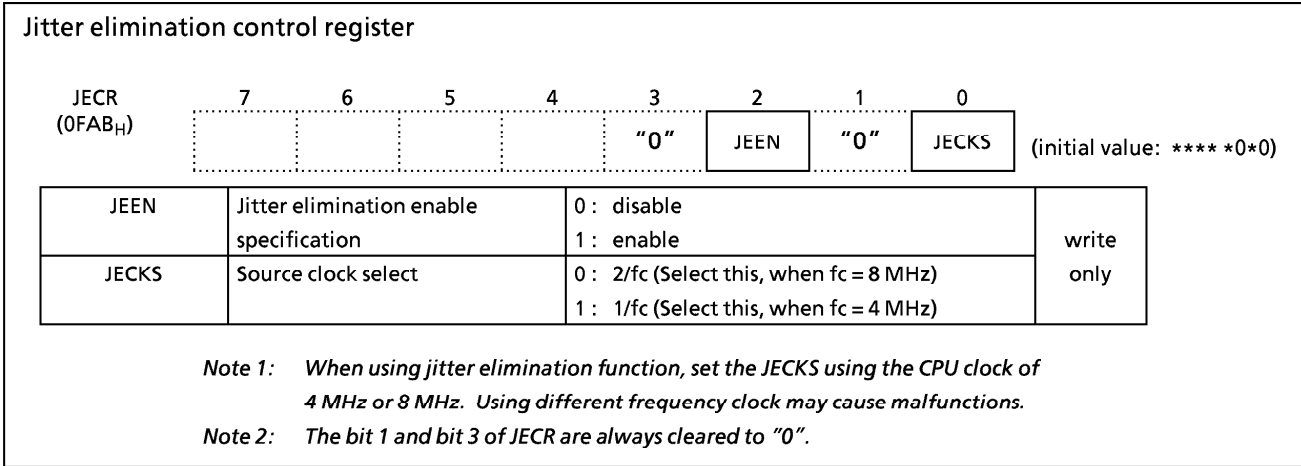 Jitter elimination control register
JECR 7 6 5 4 3 2 1 0
(0FABH) "0" JEEN "0" JECKS (initial value: **** *0*0)
JEEN Jitter elimination enable 0 : disable
specification 1 : enable write
JECKS Source clock select 0 : 2/fc (Select this, when fc = 8 MHz) only
1 : 1/fc (Select this, when fc = 4 MHz)
Note 1: When using jitter elimination function, set the JECKS using the CPU clock of
4 MHz or 8 MHz. Using different frequency clock may cause malfunctions.
Note 2: The bit 1 and bit 3 of JECR are always cleared to "0".